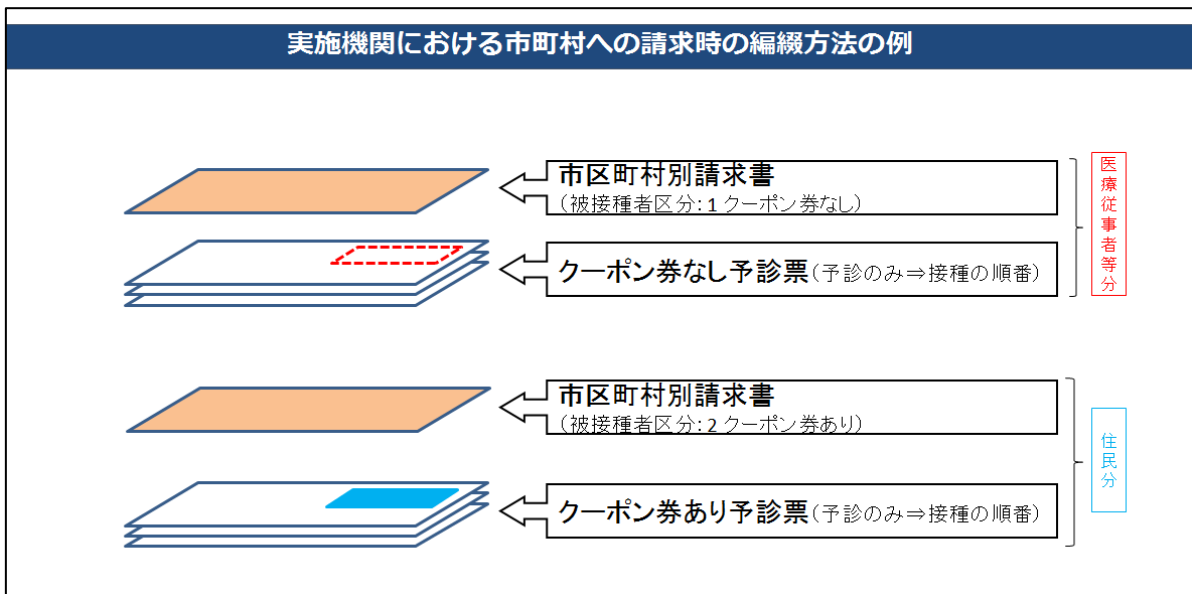 実施機関における市町村への請求時の編綴方法の例
市区町村別請求書
（被接種者区分：1 クーポン券なし）
クーポン券なし予診票（予診のみ⇒接種の順番）
医療従事者等分
市区町村別請求書
（被接種者区分：2 クーポン券あり）
クーポン券あり予診票（予診のみ⇒接種の順番）
住民分